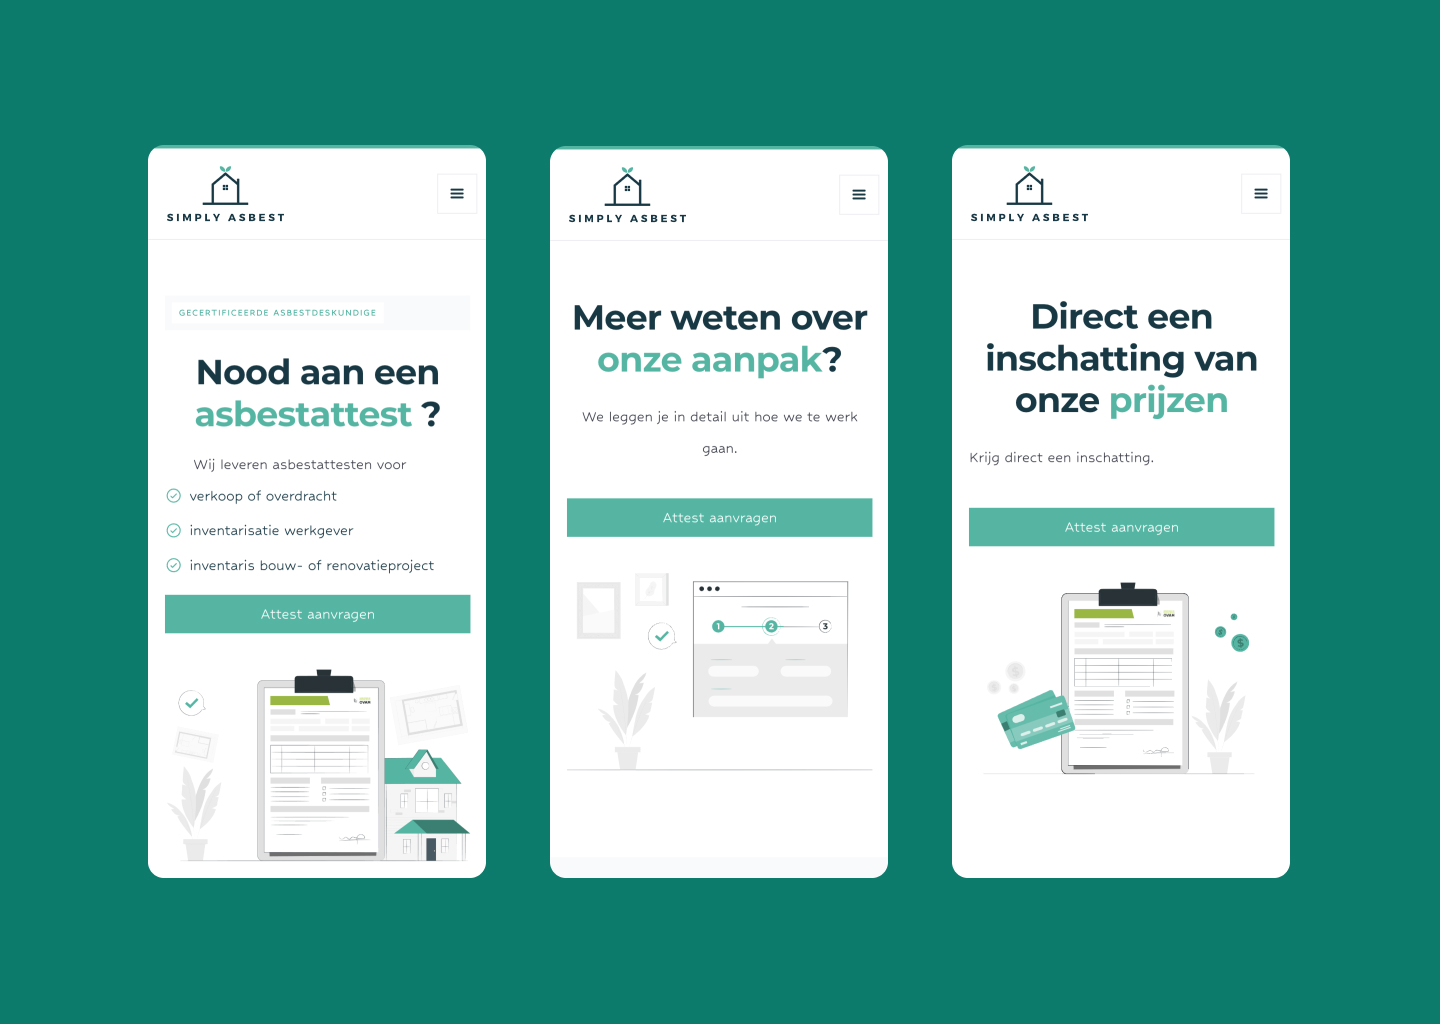 SIMPLY ASBEST
GECERTIFICEERDE ASBESTDESKUNDIGE
Nood aan een
asbestattest ?
Wij leveren asbestattesten voor
verkoop of overdracht
inventarisatie werkgever
inventaris bouw- of renovatieproject
Attest aanvragen
OVAM
SIMPLY ASBEST
Meer weten over
onze aanpak?
We leggen je in detail uit hoe we te werk
gaan.
Attest aanvragen
1 2 3
SIMPLY ASBEST
Direct een
inschatting van
onze prijzen
Krijg direct een inschatting.
Attest aanvragen
OVAM
$ $ $
$ $